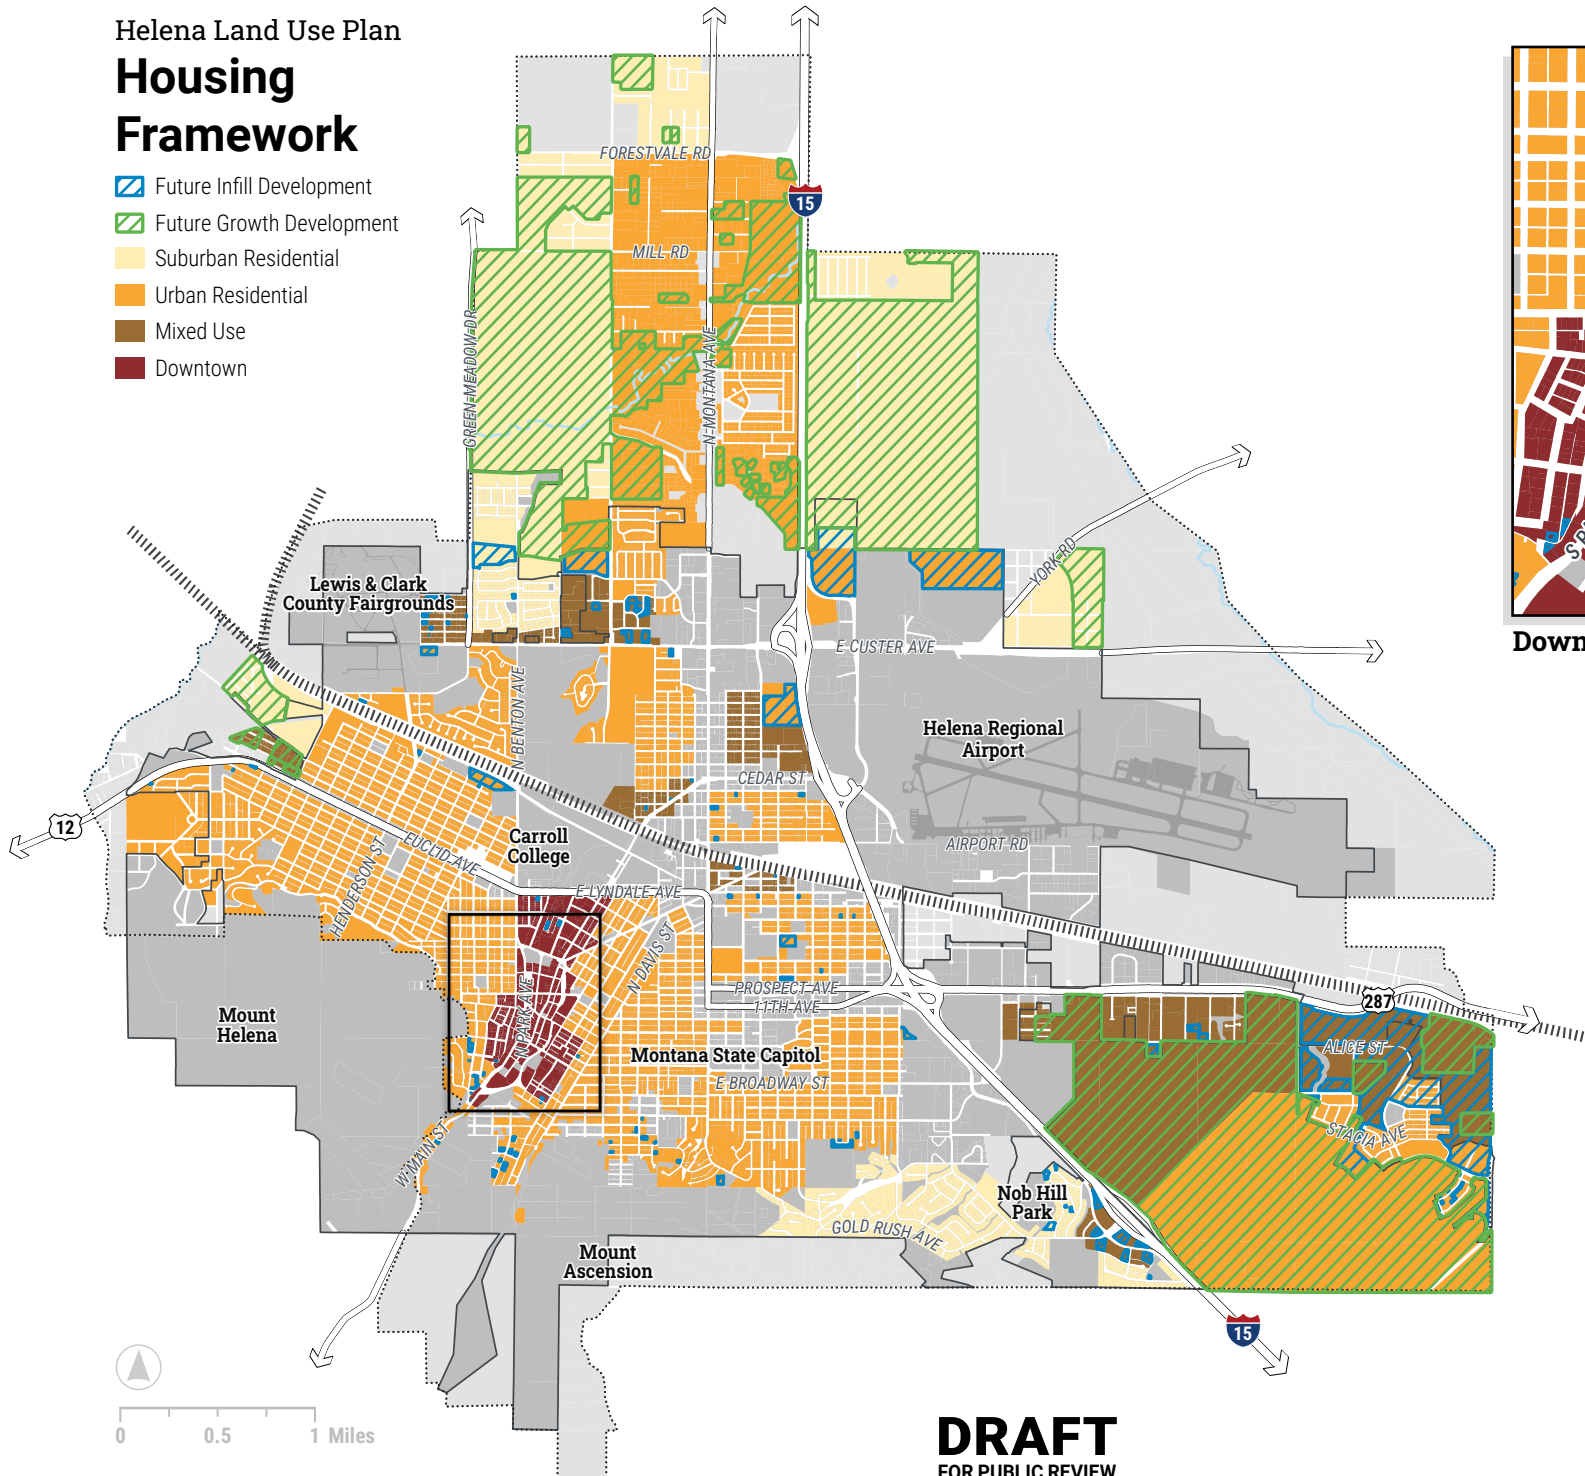 Helena Land Use Plan
Housing
Framework
Future Infill Development
Future Growth Development
Suburban Residential
Urban Residential
Mixed Use
Downtown
FORESTVALE RD
15
MILL RD
GREEN MEADOW DR
N MONTANA AVE
YORK RD
Lewis & Clark
County Fairgrounds
E CUSTER AVE
N BENTON AVE
Helena Regional
Airport
CEDAR ST
12
Carroll
College
AIRPORT RD
EUCLID AVE
HENDERSON ST
E LYNDALE AVE
N DAVIS ST
PROSPECT AVE
11TH AVE
287
N PARK AVE
Mount
Helena
Montana State Capitol
E BROADWAY ST
ALICE ST
STACIA AVE
W MAIN ST
Nob Hill
Park
GOLD RUSH AVE
Mount
Ascension
15
0 0.5 1 Miles
DRAFT
FOR PUBLIC REVIEW